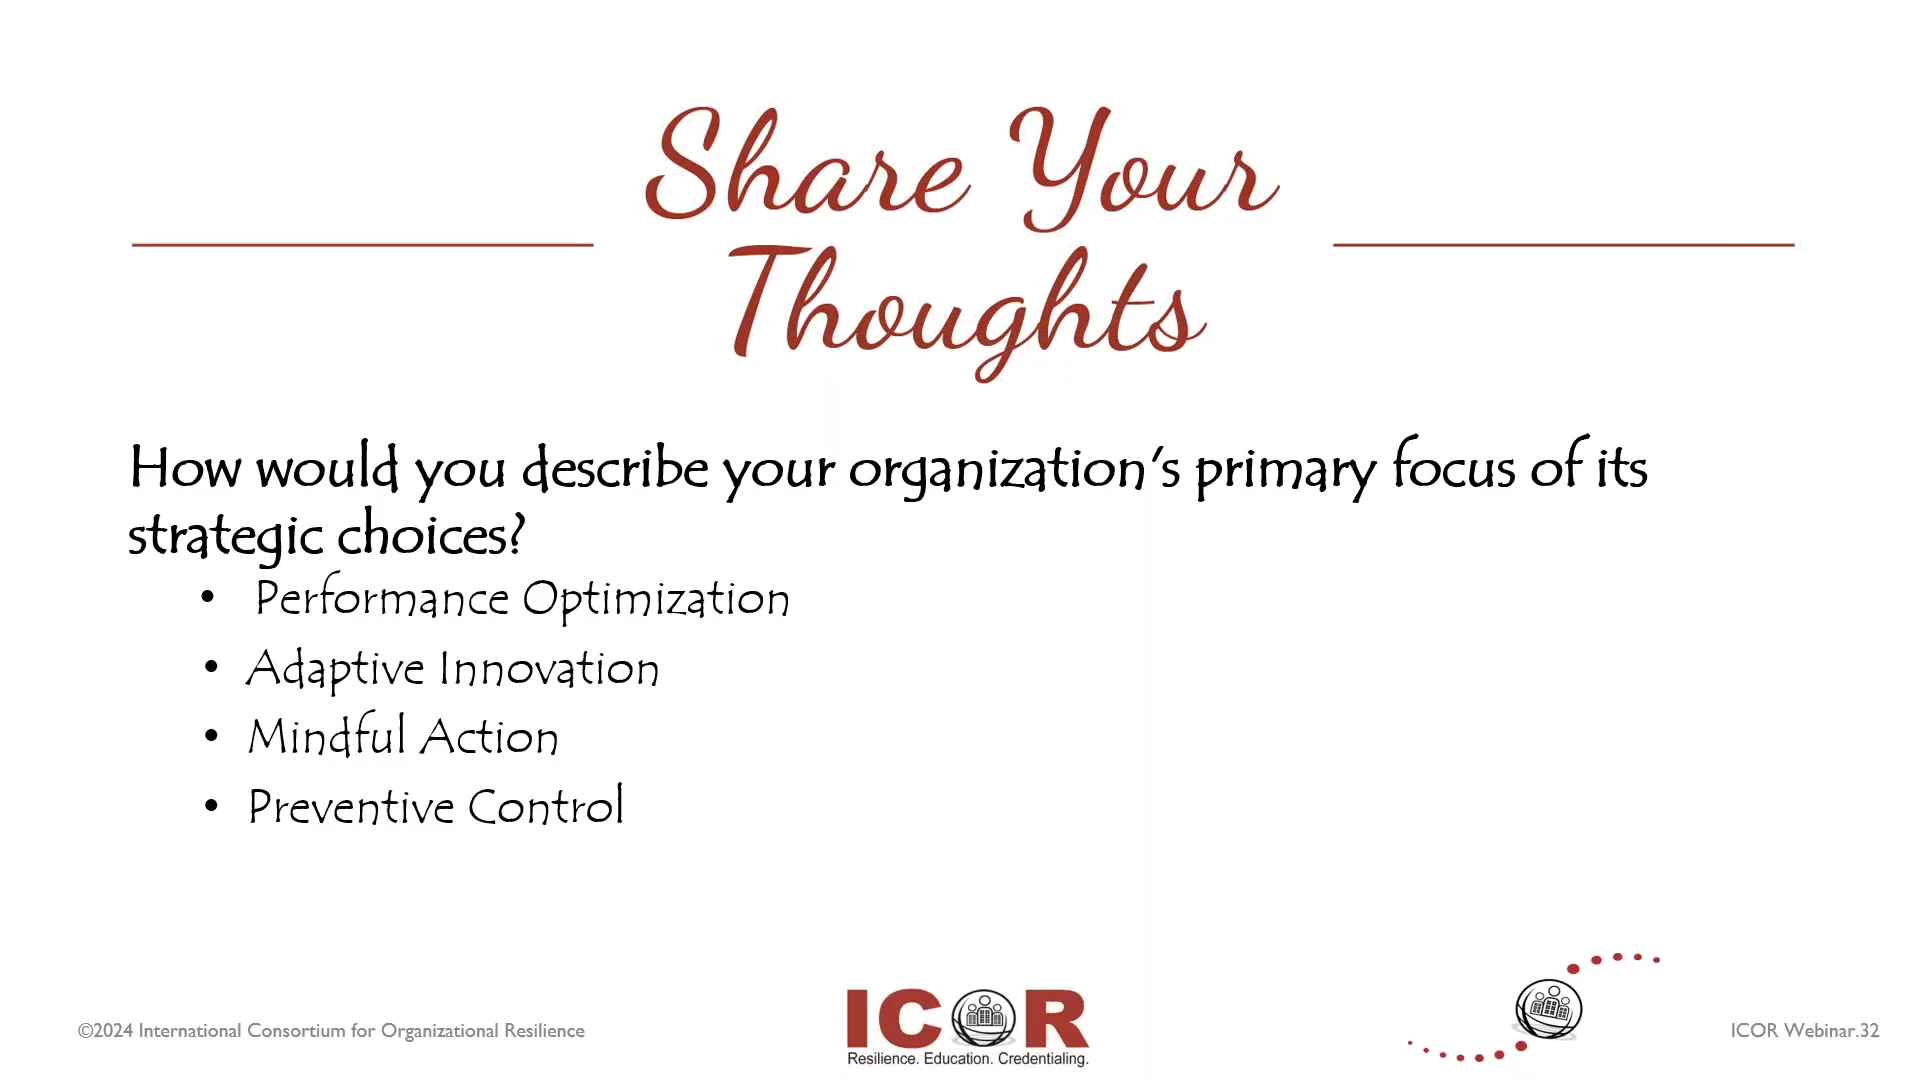 Share Your
Thoughts
How would you describe your organization's primary focus of its
strategic choices?
• Performance Optimization
• Adaptive Innovation
• Mindful Action
• Preventive Control
©2024 International Consortium for Organizational Resilience
ICOR
Resilience. Education. Credentialing.
ICOR Webinar.32